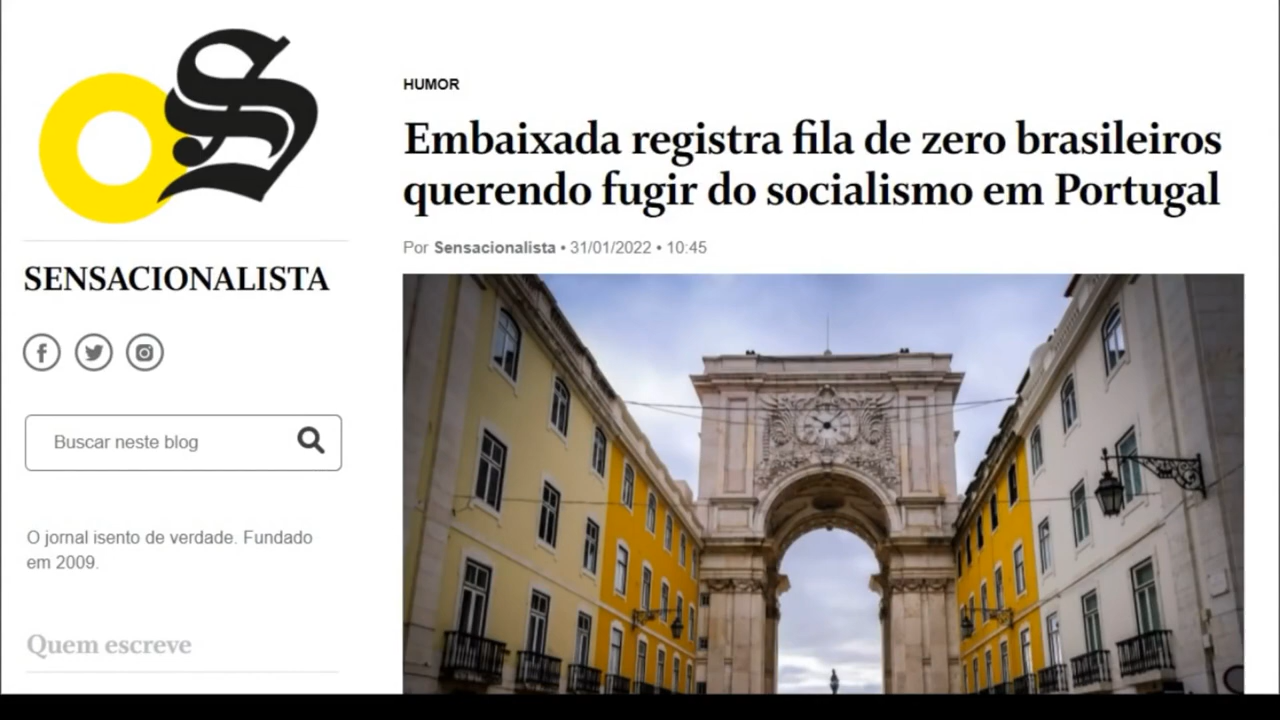 OS
SENSACIONALISTA
Buscar neste blog
O jornal isento de verdade. Fundado
em 2009.
Quem escreve
HUMOR
Embaixada registra fila de zero brasileiros
querendo fugir do socialismo em Portugal
Por Sensacionalista • 31/01/2022 • 10:45